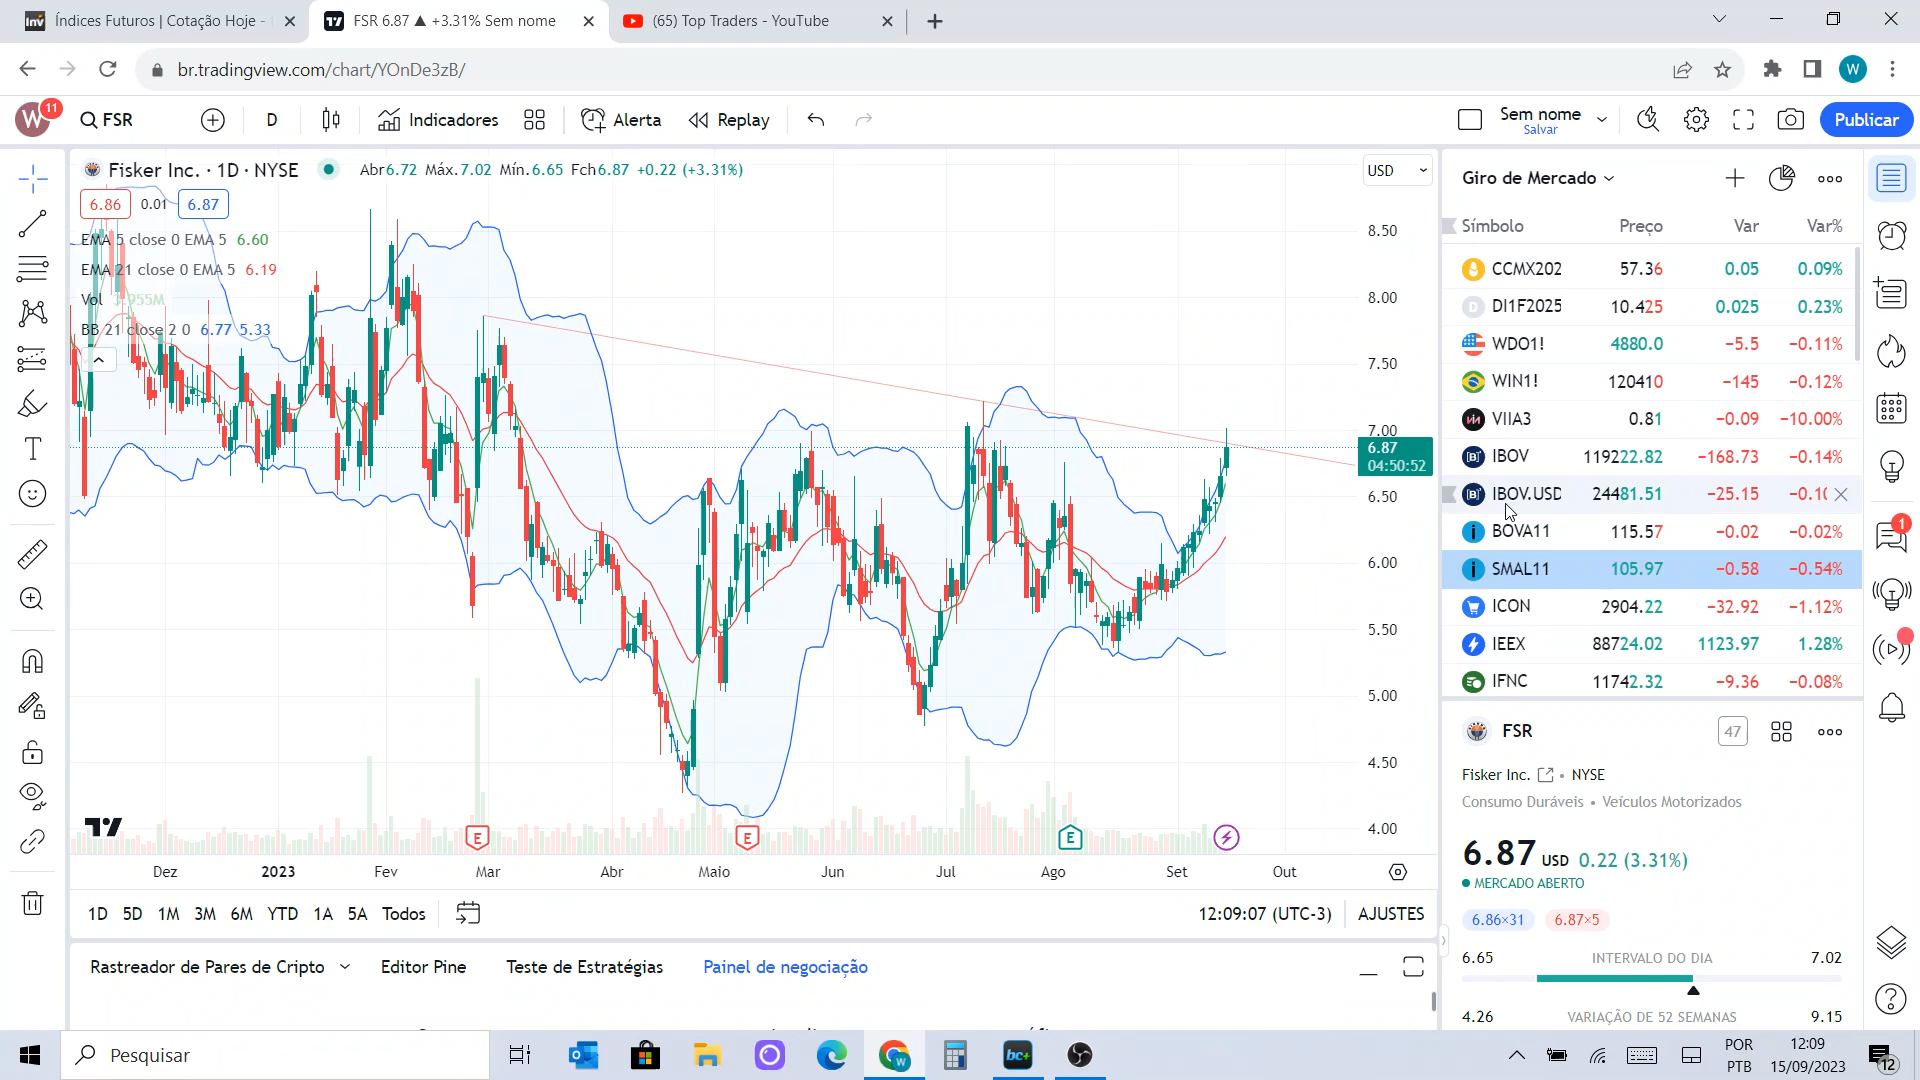 Índices Futuros | Cotação Hoje -
FSR 6.87 ▲ +3.31% Sem nome
(65) Top Traders - YouTube
br.tradingview.com/chart/YOnDe3zB/
W
W 11
FSR
D
Indicadores
Alerta
Replay
Sem nome
Salvar
Publicar
Fisker Inc. · 1D · NYSE
Abr6.72 Máx.7.02 Mín.6.65 Fch6.87 +0.22 (+3.31%)
USD
6.86 0.01 6.87
EMA 5 close 0 EMA 5 6.60
EMA 21 close 0 EMA 5 6.19
Vol 3.955M
BB 21 close 2 0 6.77 5.33
8.50
8.00
7.50
7.00
6.87
04:50:52
6.50
6.00
5.50
5.00
4.50
4.00
E E E
Dez 2023 Fev Mar Abr Maio Jun Jul Ago Set Out
1D 5D 1M 3M 6M YTD 1A 5A Todos
12:09:07 (UTC-3) AJUSTES
Rastreador de Pares de Cripto Editor Pine Teste de Estratégias Painel de negociação
Giro de Mercado
Símbolo Preço Var Var%
CCMX202 57.36 0.05 0.09%
D DI1F2025 10.425 0.025 0.23%
WDO1! 4880.0 −5.5 −0.11%
WIN1! 120410 −145 −0.12%
VIIA3 0.81 −0.09 −10.00%
IBOV 119222.82 −168.73 −0.14%
IBOV.USD 24481.51 −25.15 −0.1(
BOVA11 115.57 −0.02 −0.02%
SMAL11 105.97 −0.58 −0.54%
ICON 2904.22 −32.92 −1.12%
IEEX 88724.02 1123.97 1.28%
IFNC 11742.32 −9.36 −0.08%
1
FSR 47
Fisker Inc. • NYSE
Consumo Duráveis • Veículos Motorizados
6.87 USD 0.22 (3.31%)
MERCADO ABERTO
6.86×31 6.87×5
6.65 INTERVALO DO DIA 7.02
4.26 VARIAÇÃO DE 52 SEMANAS 9.15
Pesquisar
bc+
POR
PTB
12:09
15/09/2023
12